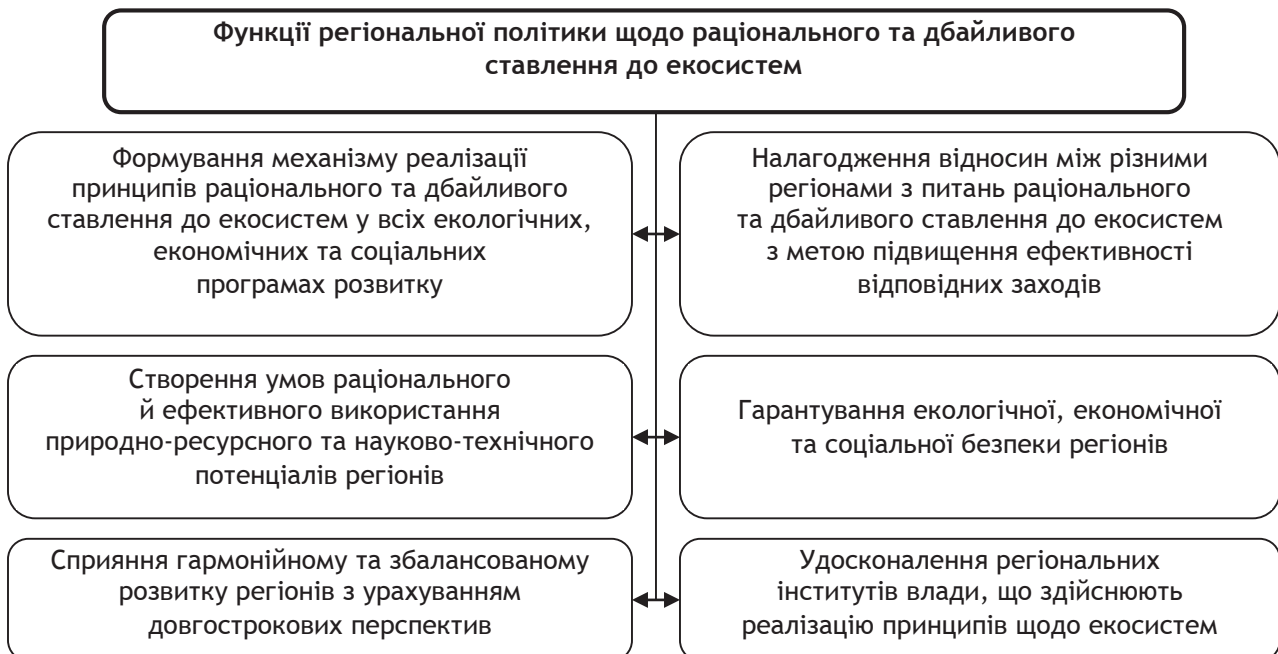 Функції регіональної політики щодо раціонального та дбайливого
ставлення до екосистем
Формування механізму реалізації
принципів раціонального та дбайливого
ставлення до екосистем у всіх екологічних,
економічних та соціальних
програмах розвитку
Налагодження відносин між різними
регіонами з питань раціонального
та дбайливого ставлення до екосистем
з метою підвищення ефективності
відповідних заходів
Створення умов раціонального
й ефективного використання
природно-ресурсного та науково-технічного
потенціалів регіонів
Гарантування екологічної, економічної
та соціальної безпеки регіонів
Сприяння гармонійному та збалансованому
розвитку регіонів з урахуванням
довгострокових перспектив
Удосконалення регіональних
інститутів влади, що здійснюють
реалізацію принципів щодо екосистем